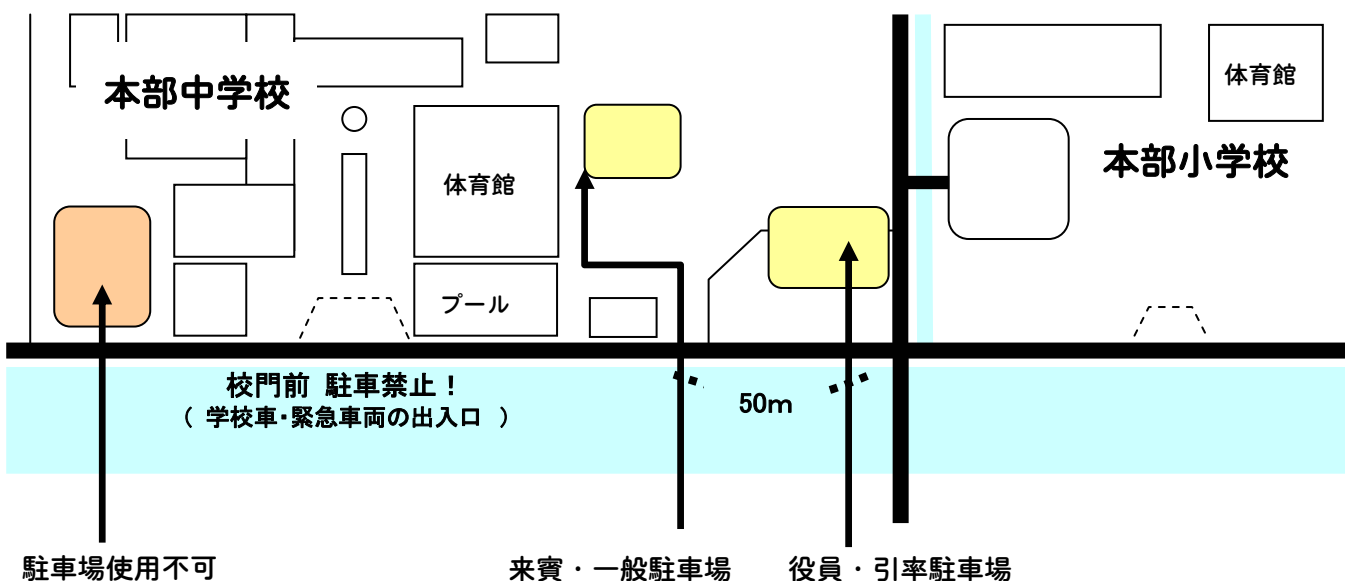 本部中学校
体育館
体育館
本部小学校
プール
校門前 駐車禁止！
（ 学校車・緊急車両の出入口 ）
50m
駐車場使用不可
来賓・一般駐車場
役員・引率駐車場